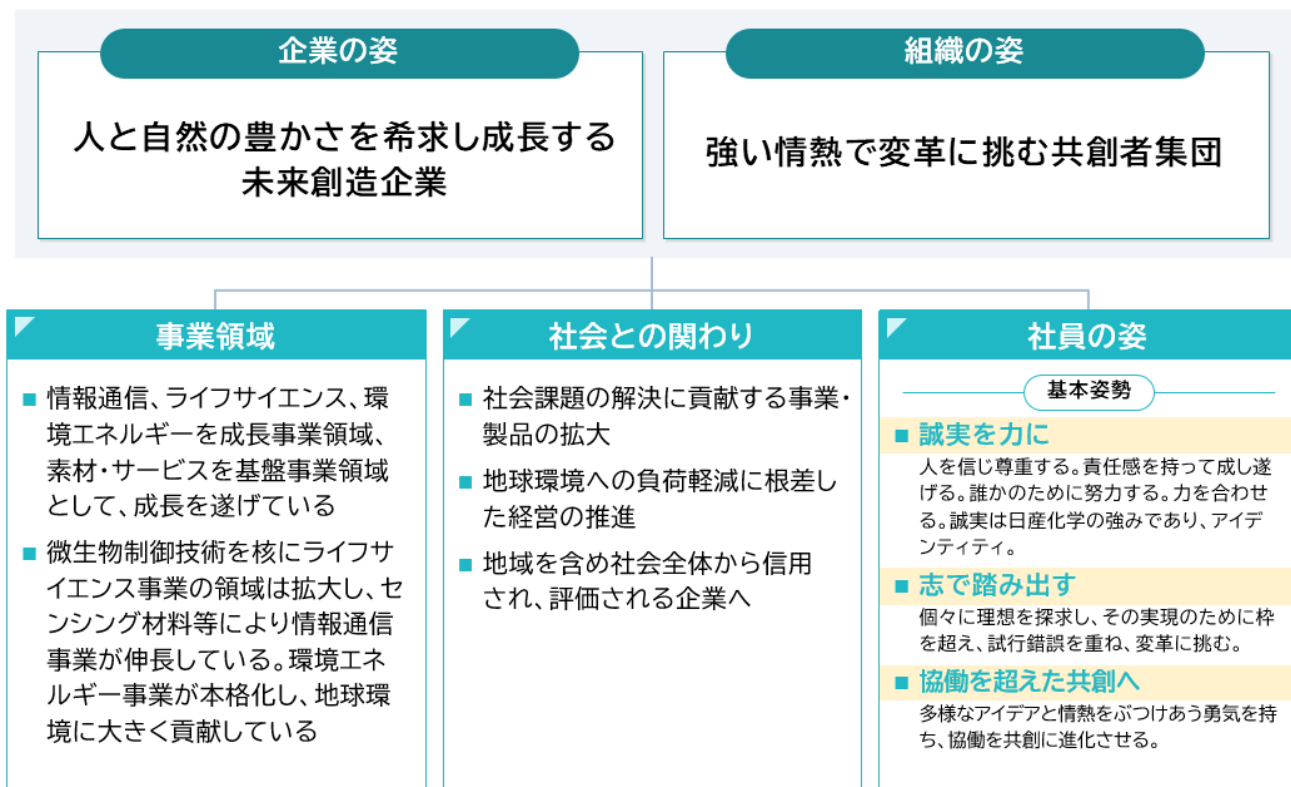 企業の姿
人と自然の豊かさを希求し成長する
未来創造企業
組織の姿
強い情熱で変革に挑む共創者集団
事業領域
■ 情報通信、ライフサイエンス、環
境エネルギーを成長事業領域、
素材・サービスを基盤事業領域
として、成長を遂げている
■ 微生物制御技術を核にライフサ
イエンス事業の領域は拡大し、セ
ンシング材料等により情報通信
事業が伸長している。環境エネ
ルギー事業が本格化し、地球環
境に大きく貢献している
社会との関わり
■ 社会課題の解決に貢献する事業・
製品の拡大
■ 地球環境への負荷軽減に根差し
た経営の推進
■ 地域を含め社会全体から信用
され、評価される企業へ
社員の姿
基本姿勢
■ 誠実を力に
人を信じ尊重する。責任感を持って成し遂
げる。誰かのために努力する。力を合わせ
る。誠実は日産化学の強みであり、アイデ
ンティティ。
■ 志で踏み出す
個々に理想を探求し、その実現のために枠
を超え、試行錯誤を重ね、変革に挑む。
■ 協働を超えた共創へ
多様なアイデアと情熱をぶつけあう勇気を持
ち、協働を共創に進化させる。